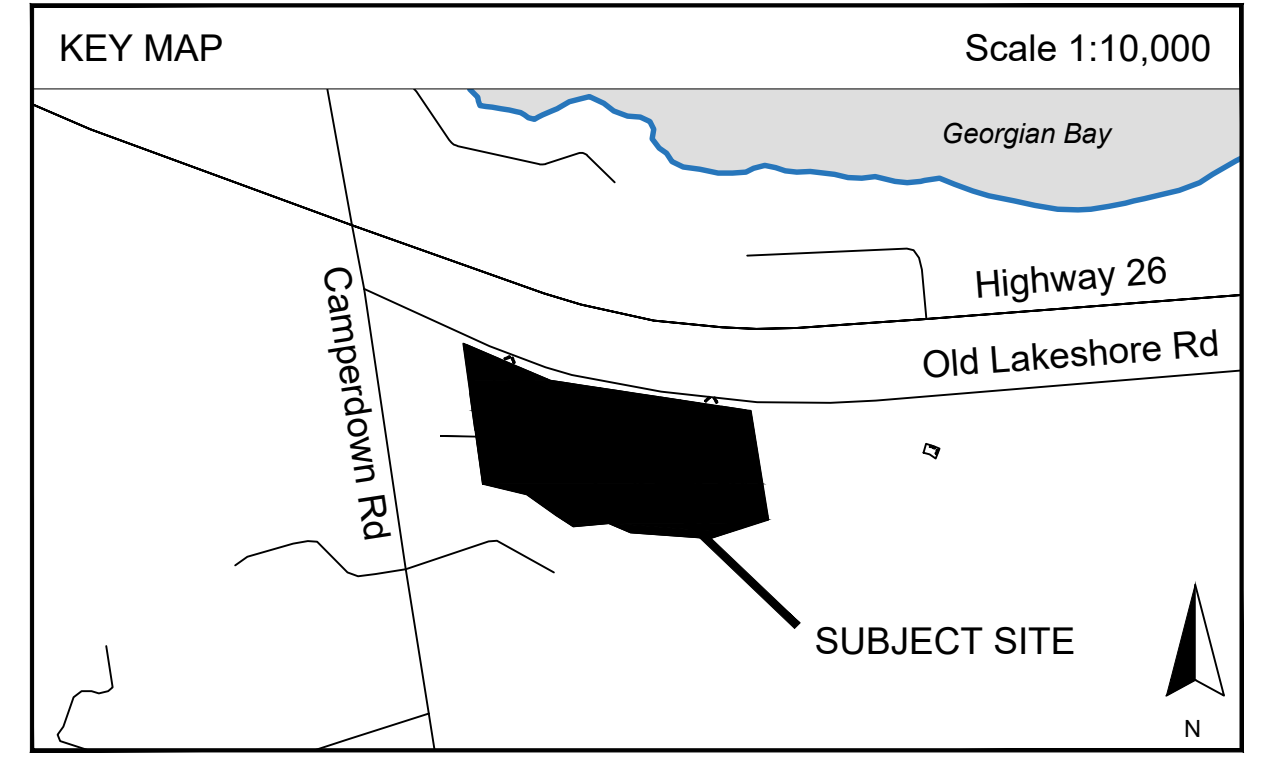 KEY MAP
Scale 1:10,000
Georgian Bay
Highway 26
Old Lakeshore Rd
Camperdown Rd
SUBJECT SITE
N